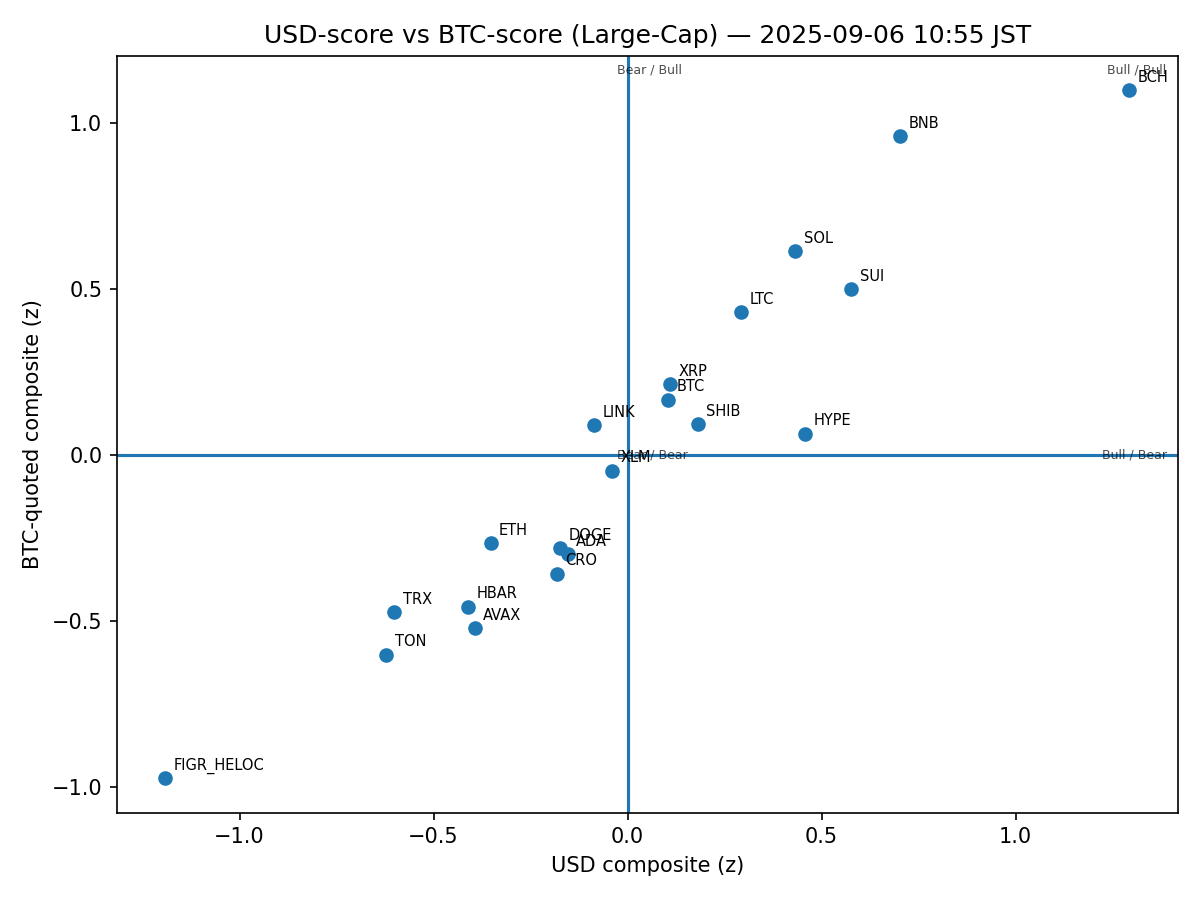 USD-score vs BTC-score (Large-Cap) — 2025-09-06 10:55 JST
Bear / Bull
Bull / Bull
BCH
1.0
BNB
SOL
0.5
SUI
LTC
XRP
BTC
LINK
SHIB
HYPE
0.0
Bear / Bear
XLM
Bull / Bear
ETH
DOGE
ADA
CRO
HBAR
TRX
−0.5
AVAX
TON
FIGR_HELOC
−1.0
−1.0
−0.5
0.0
0.5
1.0
USD composite (z)
BTC-quoted composite (z)